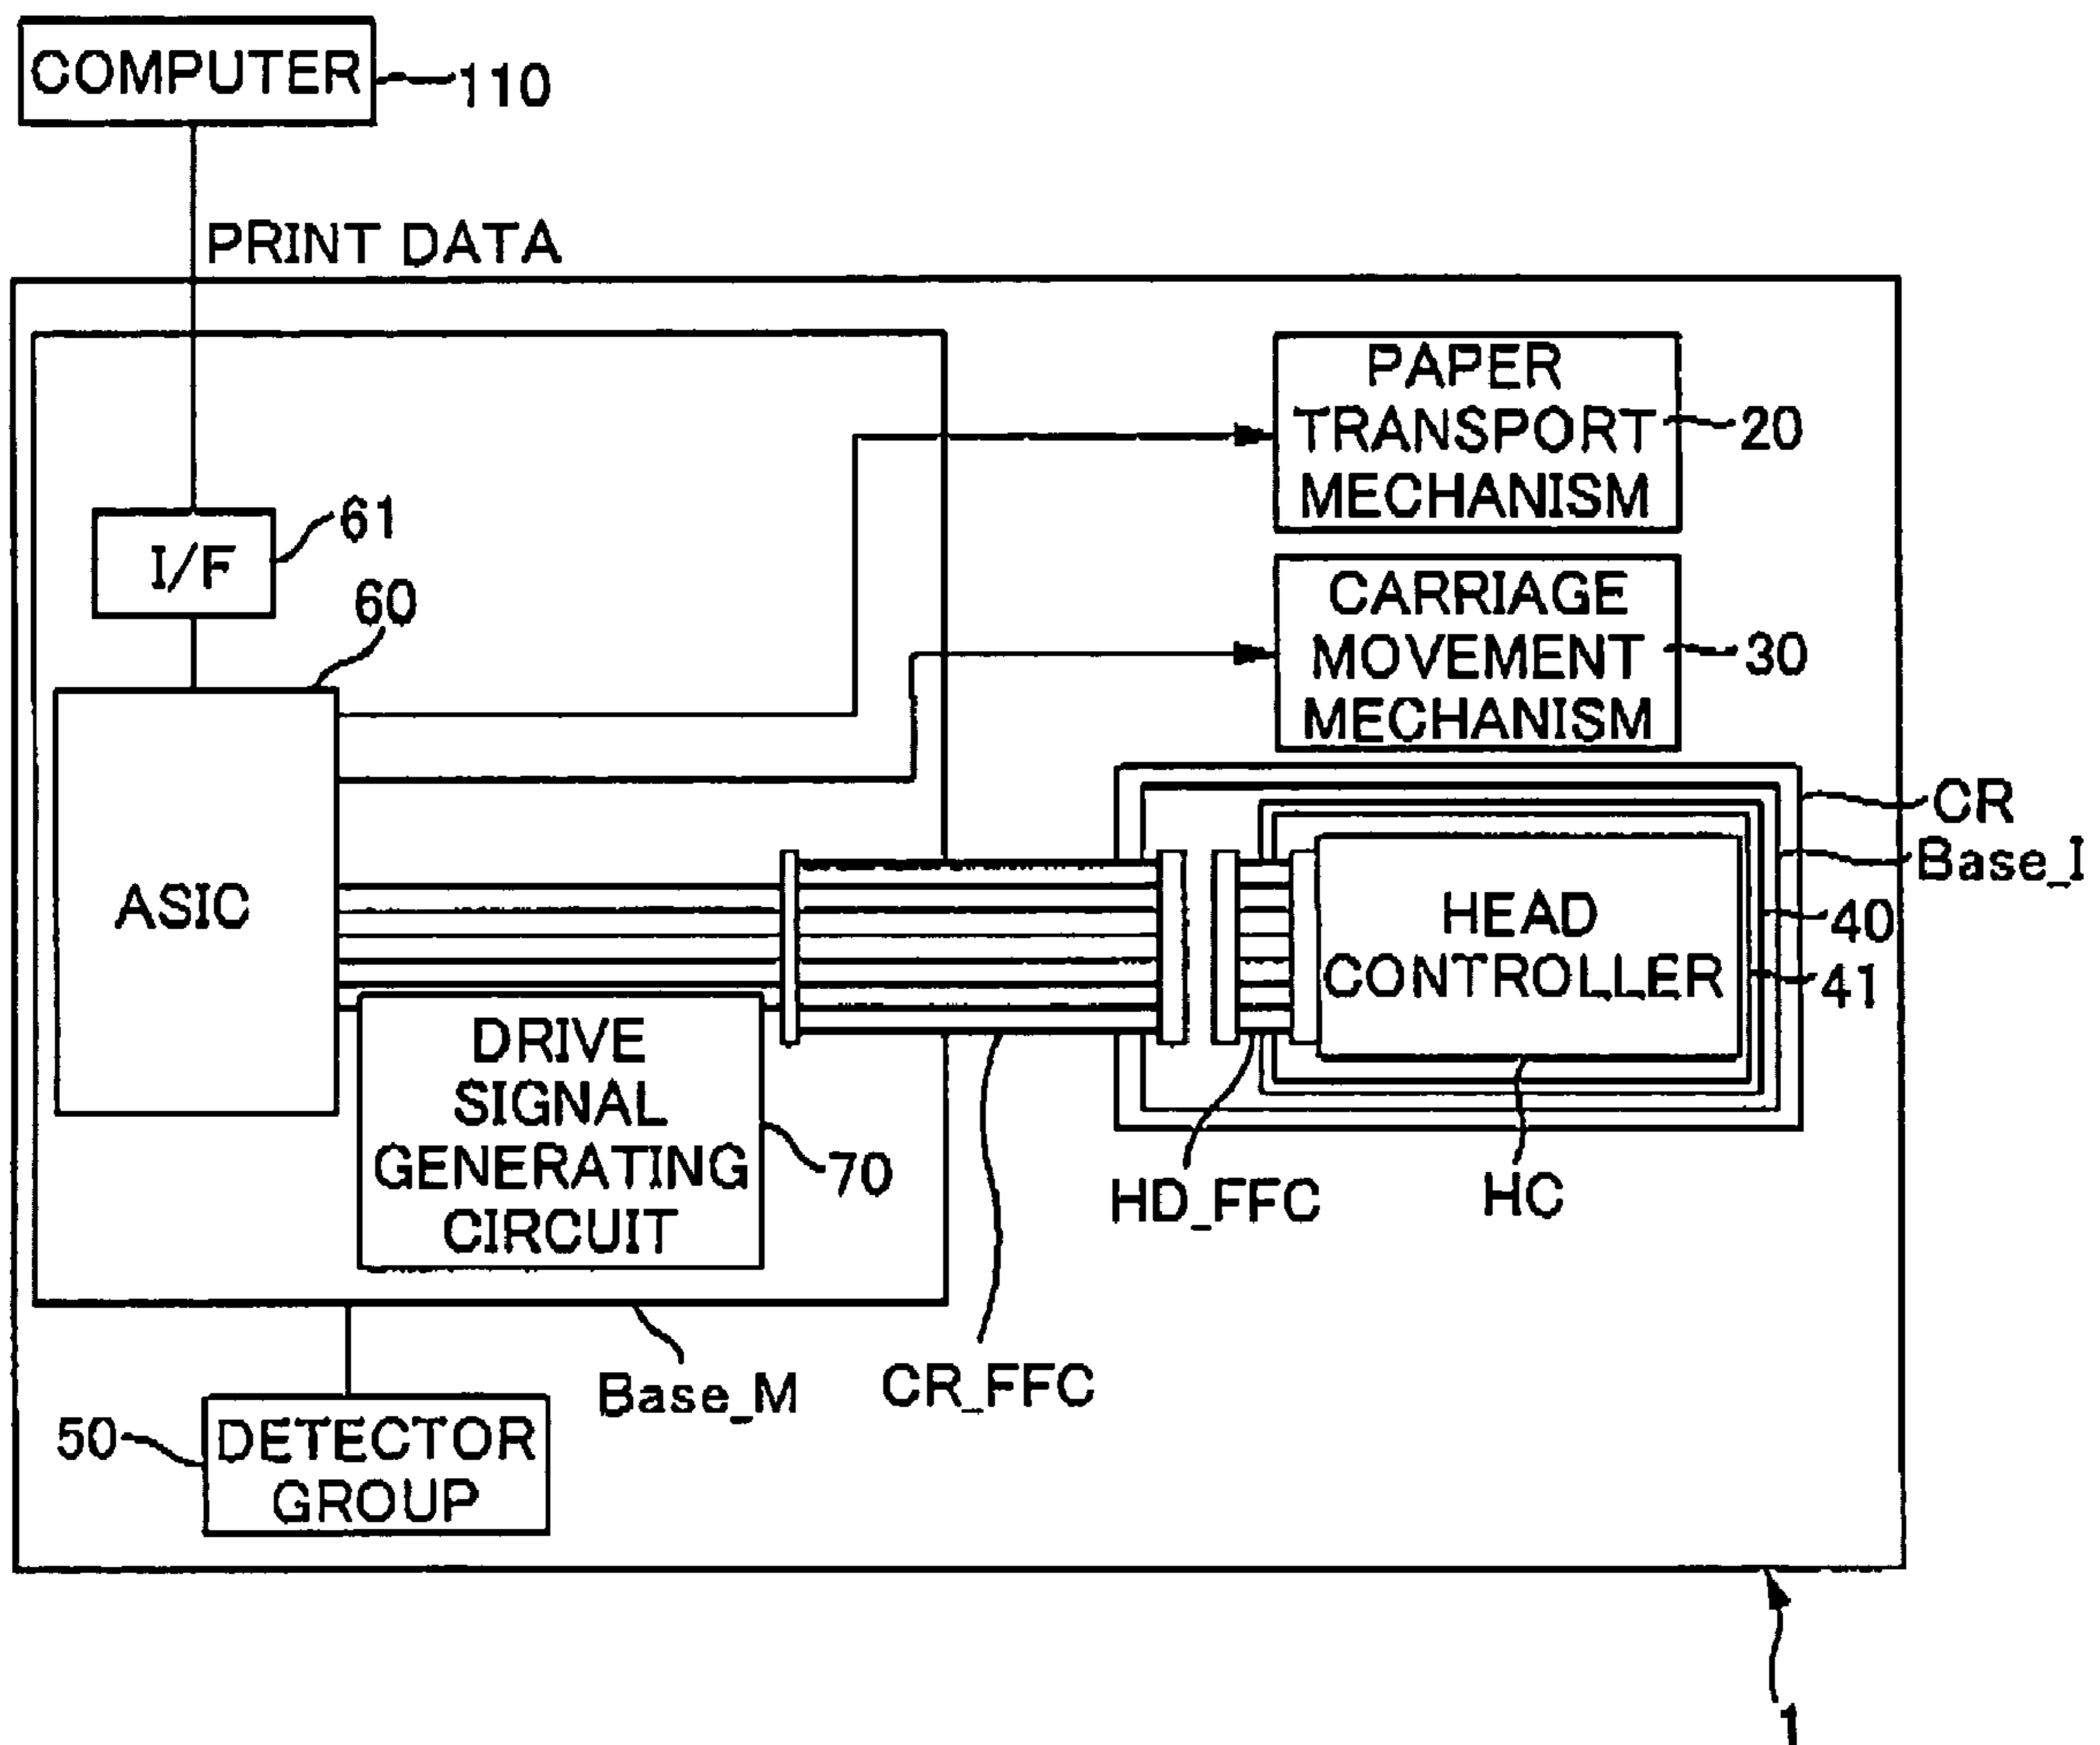 COMPUTER
110
PRINT DATA
PAPER
TRANSPORT
MECHANISM
20
I/F
61
60
CARRIAGE
MOVEMENT
MECHANISM
30
CR
Base_I
ASIC
HEAD
CONTROLLER
40
41
DRIVE
SIGNAL
GENERATING
CIRCUIT
70
HD_FFC
HC
Base_M
CR_FFC
50
DETECTOR
GROUP
1